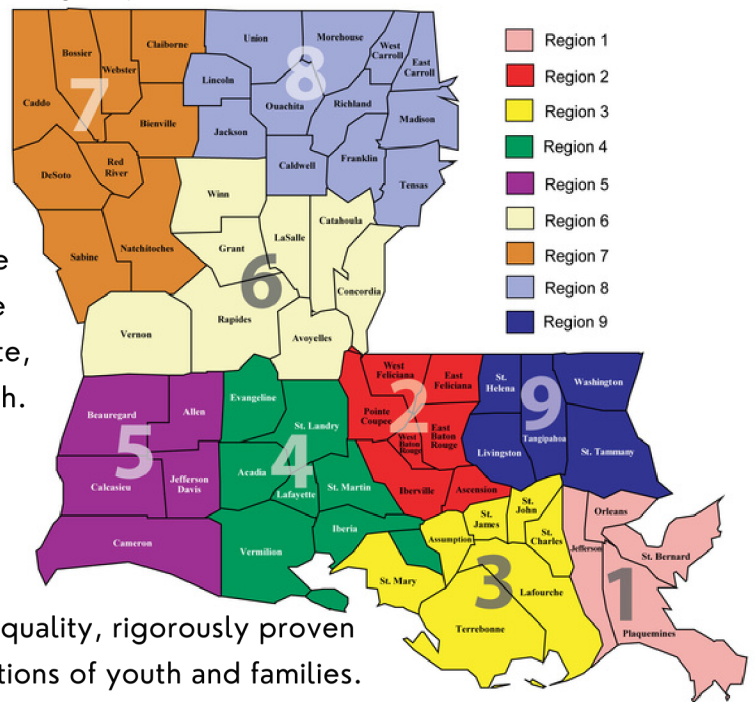 Claiborne
Union
Morehouse
West
Carroll
East
Carroll
Bossier
Webster
Lincoln
8
Caddo
7
Ouachita
Richland
Madison
Bienville
Jackson
DeSoto
Red
River
Caldwell
Franklin
Tensas
Winn
Catahoula
LaSalle
Sabine
Natchitoches
Grant
6
Concordia
Rapides
Vernon
Avoyelles
Region 1
Region 2
Region 3
Region 4
Region 5
Region 6
Region 7
Region 8
Region 9
e
e
te,
h.
West
Feliciana
East
Feliciana
St.
Helena
Washington
9
2
Evangeline
Beauregard
Allen
St. Landry
Pointe
Coupee
West
Baton
Rouge
East
Baton
Rouge
Tangipahoa
Livingston
St. Tammany
5
4
Acadia
Lafayette
Calcasieu
Jefferson
Davis
St. Martin
Iberville
Ascension
St.
John
Orleans
St.
James
St.
Charles
Cameron
Vermilion
Iberia
Assumption
Jefferson
St. Bernard
St. Mary
3
Lafourche
1
Terrebonne
Plaquemines
quality, rigorously proven
tions of youth and families.